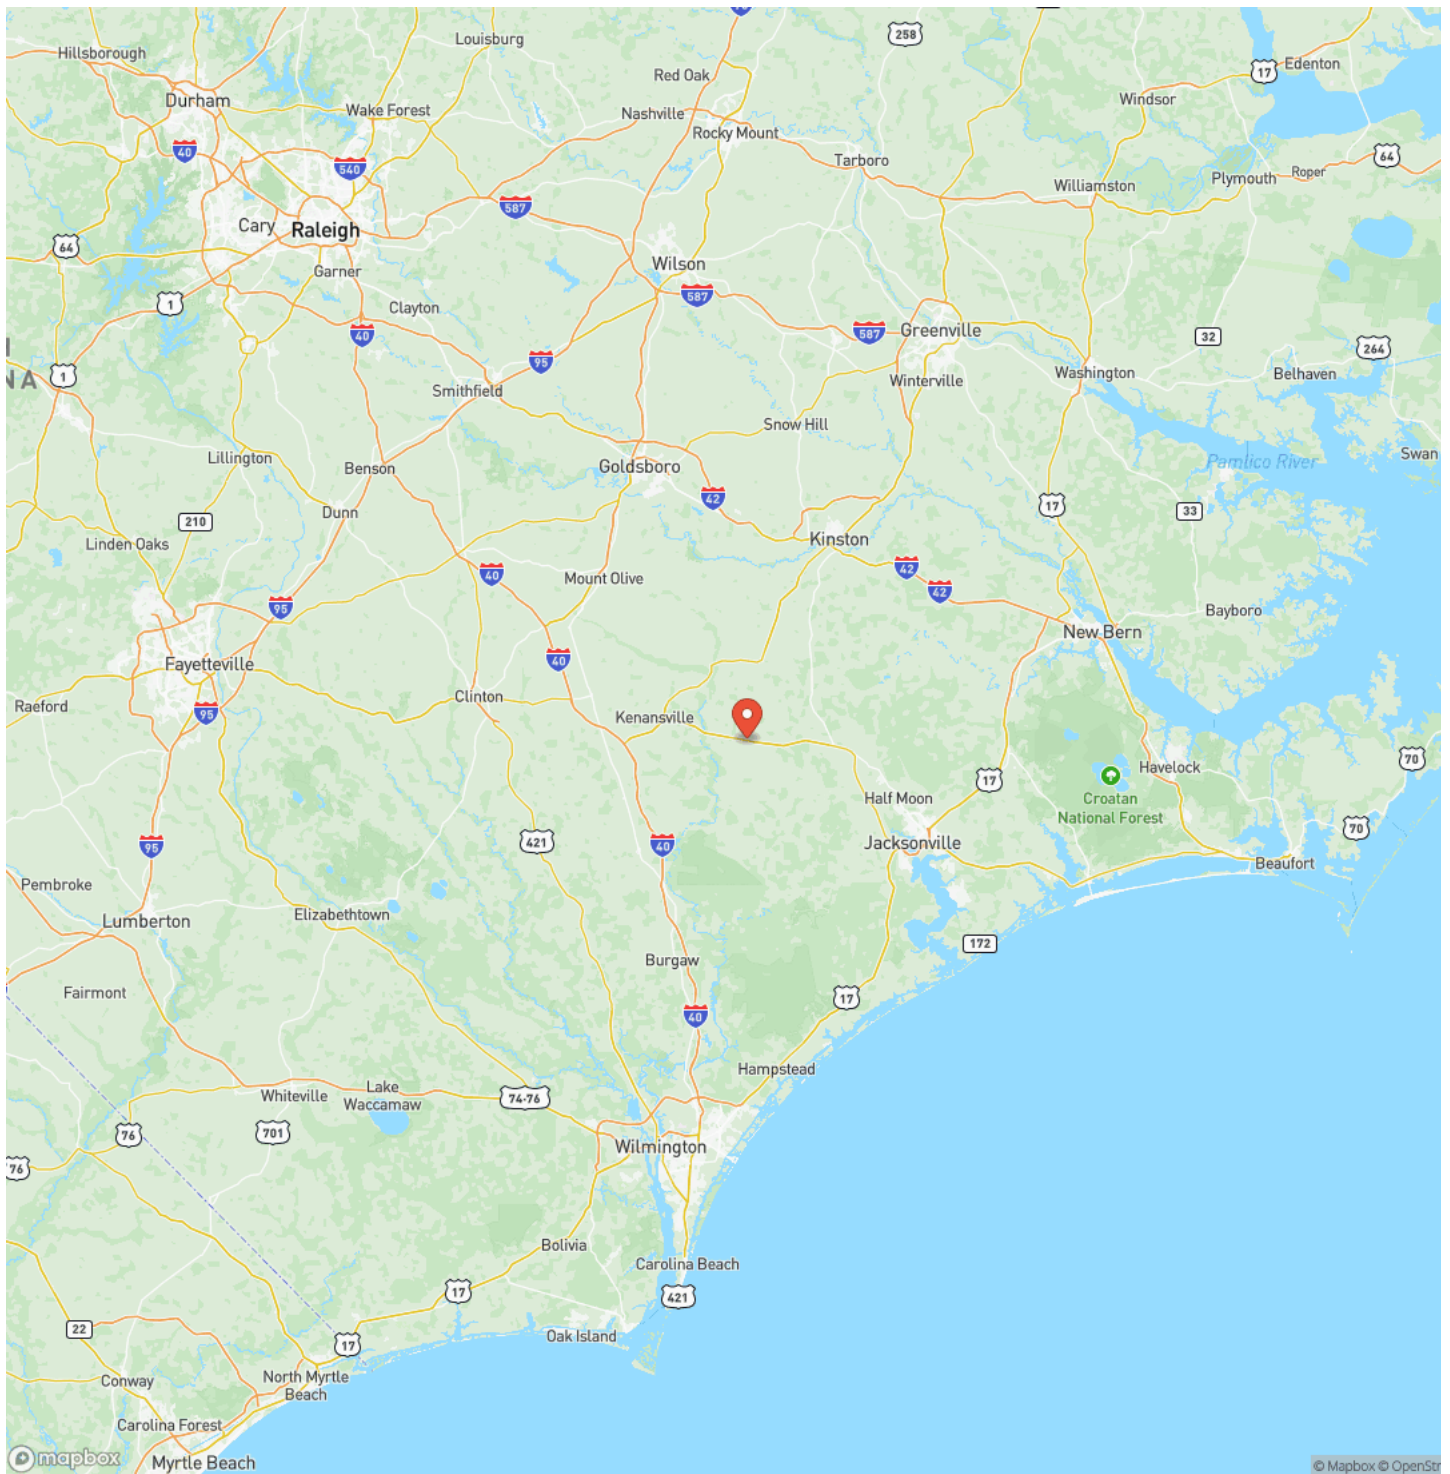 258
Louisburg
Hillsborough
Red Oak
17
Edenton
Durham
Wake Forest
Nashville
Windsor
Rocky Mount
40
540
Tarboro
64
Plymouth
Roper
Williamston
587
Cary
Raleigh
64
Wilson
Garner
1
Clayton
587
40
587
Greenville
32
264
NA
1
95
Washington
Belhaven
Smithfield
Winterville
Snow Hill
Lillington
Benson
Goldsboro
Pamlico River
Swan
42
17
33
Dunn
210
Linden Oaks
Kinston
42
40
Mount Olive
42
95
Bayboro
New Bern
Fayetteville
40
Clinton
Raeford
95
Kenansville
70
Havelock
17
Croatan
National Forest
Half Moon
70
421
40
Jacksonville
95
Beaufort
Pembroke
Elizabethtown
Lumberton
172
Burgaw
Fairmont
17
40
Hampstead
Lake
Waccamaw
Whiteville
74-76
701
76
Wilmington
76
Bolivia
Carolina Beach
17
421
22
Oak Island
17
Conway
North Myrtle
Beach
Carolina Forest
mapbox
Myrtle Beach
© Mapbox © OpenStr